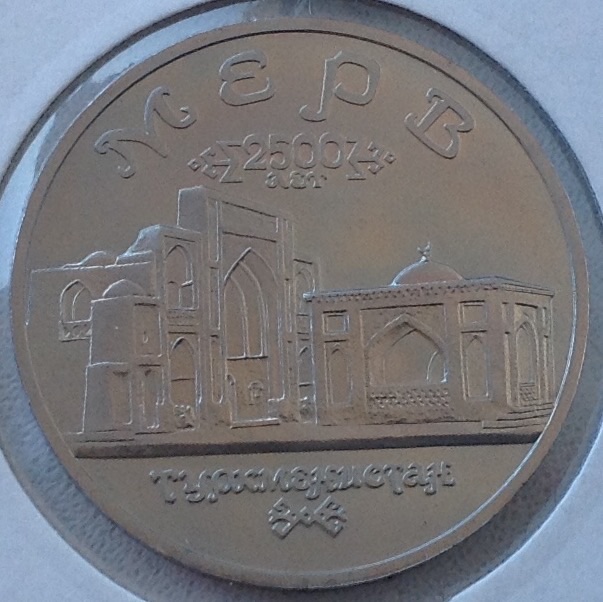 Мерв
2500
лет
Туркменистан